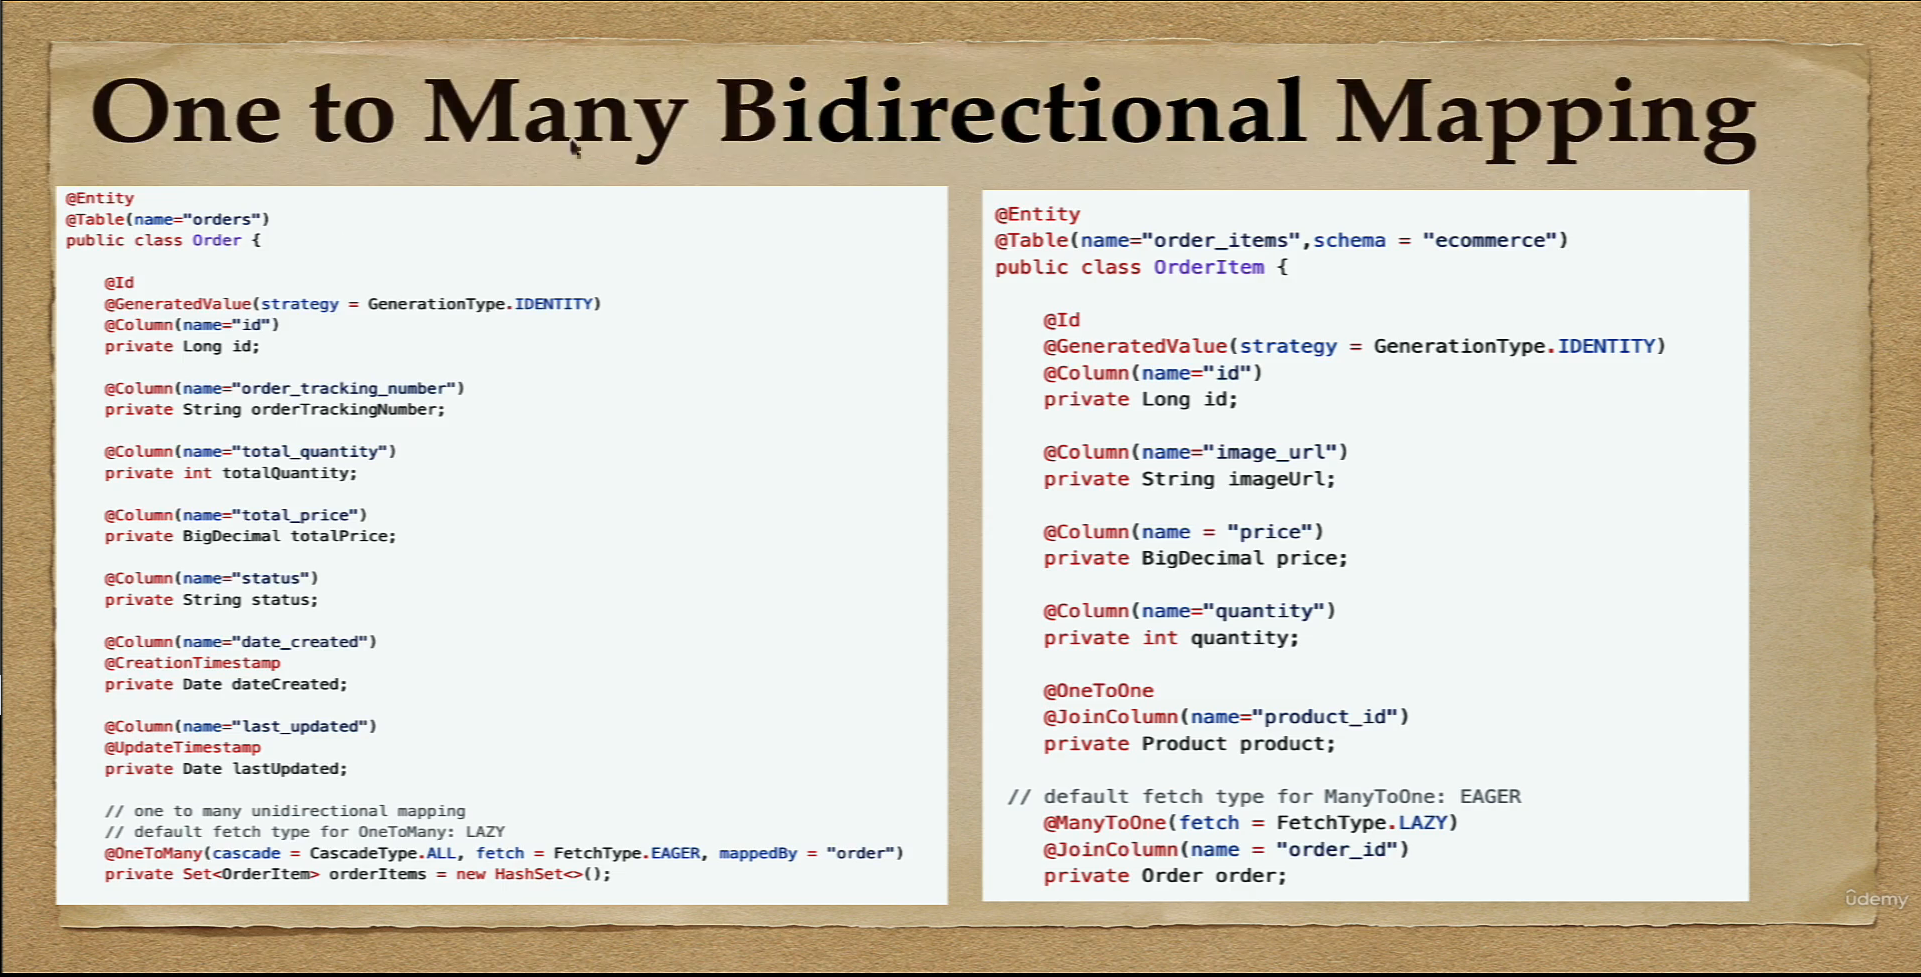 One to Many Bidirectional Mapping
@Entity
@Table(name="orders")
public class Order {
@Id
@GeneratedValue(strategy = GenerationType.IDENTITY)
@Column(name="id")
private Long id;
@Column(name="order_tracking_number")
private String orderTrackingNumber;
@Column(name="total_quantity")
private int totalQuantity;
@Column(name="total_price")
private BigDecimal totalPrice;
@Column(name="status")
private String status;
@Column(name="date_created")
@CreationTimestamp
private Date dateCreated;
@Column(name="last_updated")
@UpdateTimestamp
private Date lastUpdated;
// one to many unidirectional mapping
// default fetch type for OneToMany: LAZY
@OneToMany(cascade = CascadeType.ALL, fetch = FetchType.EAGER, mappedBy = "order")
private Set<OrderItem> orderItems = new HashSet<>();
@Entity
@Table(name="order_items",schema = "ecommerce")
public class OrderItem {
@Id
@GeneratedValue(strategy = GenerationType.IDENTITY)
@Column(name="id")
private Long id;
@Column(name="image_url")
private String imageUrl;
@Column(name = "price")
private BigDecimal price;
@Column(name="quantity")
private int quantity;
@OneToOne
@JoinColumn(name="product_id")
private Product product;
// default fetch type for ManyToOne: EAGER
@ManyToOne(fetch = FetchType.LAZY)
@JoinColumn(name = "order_id")
private Order order;
ûdemy